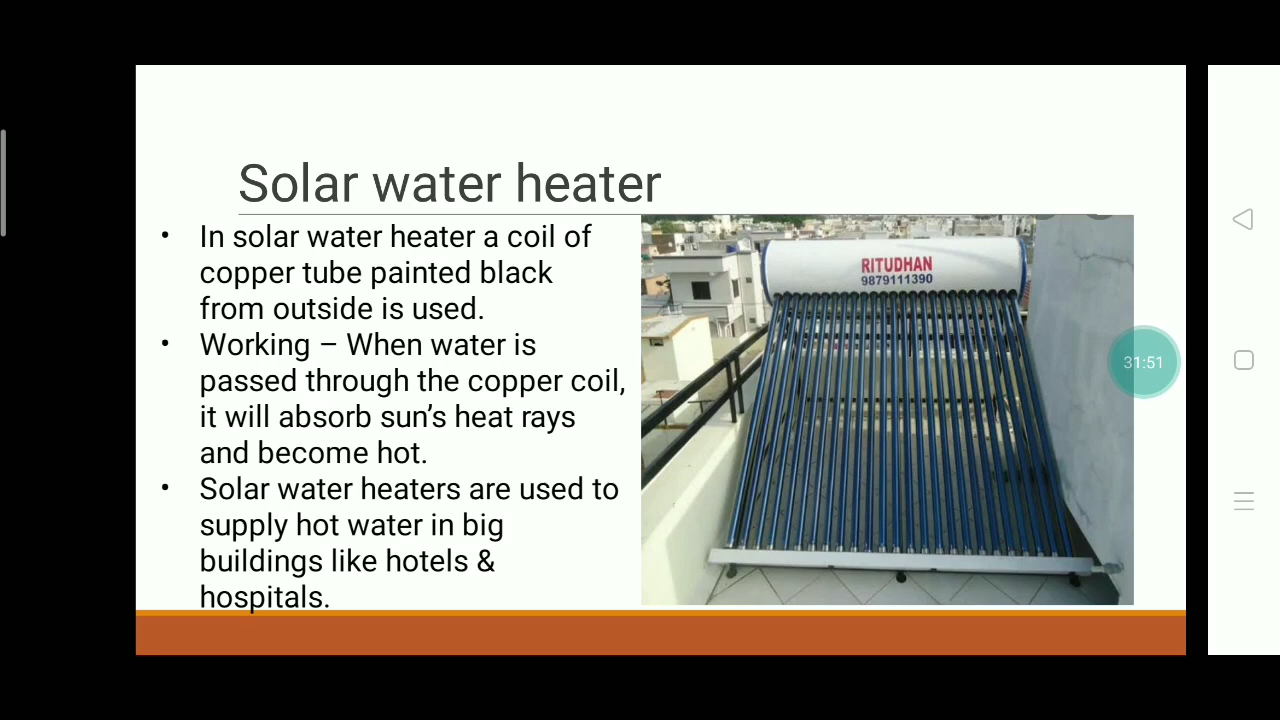 Solar water heater
• In solar water heater a coil of
copper tube painted black
from outside is used.
• Working – When water is
passed through the copper coil,
it will absorb sun’s heat rays
and become hot.
• Solar water heaters are used to
supply hot water in big
buildings like hotels &
hospitals.
RITUDHAN
9879111390
31:51